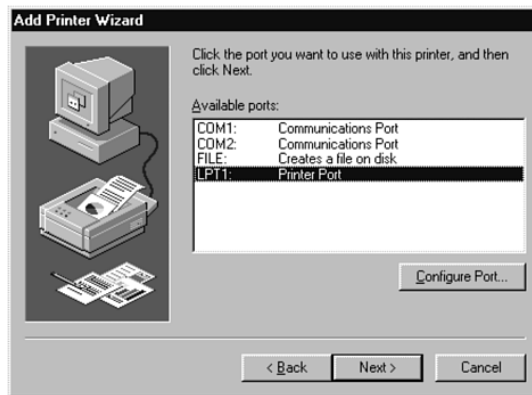 Add Printer Wizard
Click the port you want to use with this printer, and then
click Next.
Available ports:
COM1: Communications Port
COM2: Communications Port
FILE: Creates a file on disk
LPT1: Printer Port
Configure Port...
< Back Next > Cancel